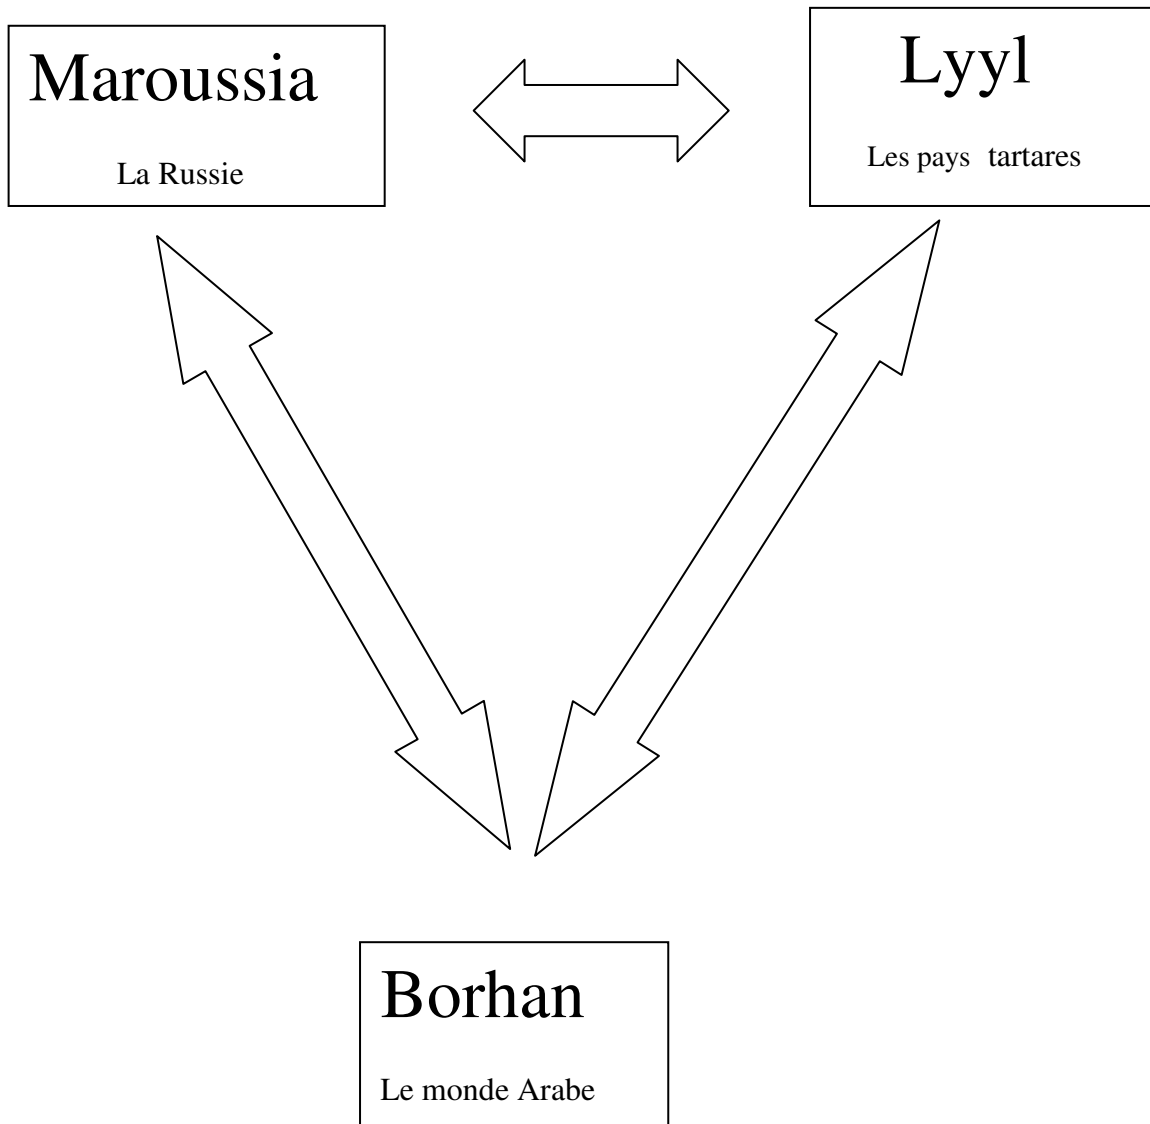 Maroussia
La Russie
Lyyl
Les pays tartares
Borhan
Le monde Arabe